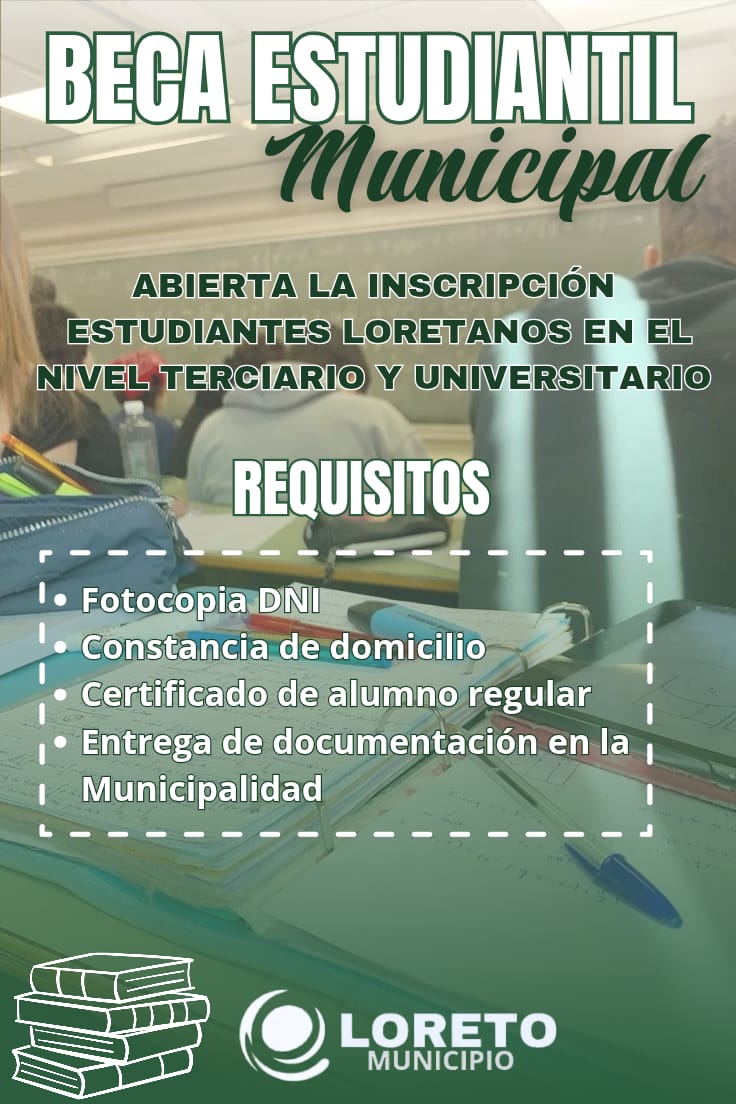 BECA ESTUDIANTIL
Municipal
ABIERTA LA INSCRIPCIÓN
ESTUDIANTES LORETANOS EN EL
NIVEL TERCIARIO Y UNIVERSITARIO
REQUISITOS
• Fotocopia DNI
• Constancia de domicilio
• Certificado de alumno regular
• Entrega de documentación en la
Municipalidad
LORETO
MUNICIPIO